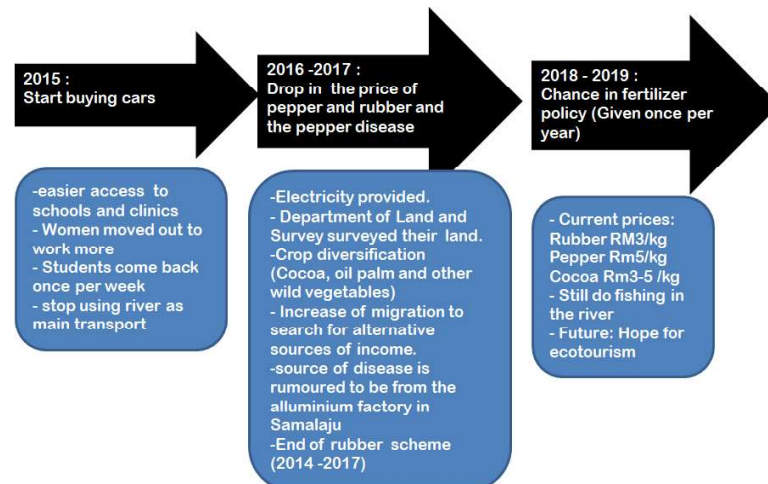 2015 :
Start buying cars
-easier access to
schools and clinics
- Women moved out to
work more
- Students come back
once per week
- stop using river as
main transport
2016 -2017 :
Drop in the price of
pepper and rubber and
the pepper disease
-Electricity provided.
- Department of Land and
Survey surveyed their land.
-Crop diversification
(Cocoa, oil palm and other
wild vegetables)
- Increase of migration to
search for alternative
sources of income.
-source of disease is
rumoured to be from the
alluminium factory in
Samalaju
-End of rubber scheme
(2014 -2017)
2018 - 2019 :
Chance in fertilizer
policy (Given once per
year)
- Current prices:
Rubber RM3/kg
Pepper Rm5/kg
Cocoa Rm3-5 /kg
- Still do fishing in
the river
- Future: Hope for
ecotourism